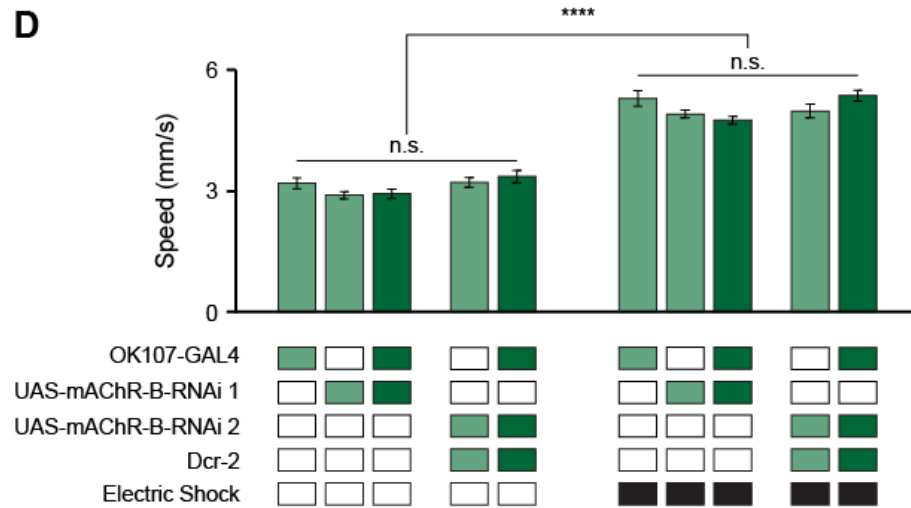 D
****
n.s.
n.s.
6
3
0
Speed (mm/s)
OK107-GAL4
UAS-mAChR-B-RNAi 1
UAS-mAChR-B-RNAi 2
Dcr-2
Electric Shock